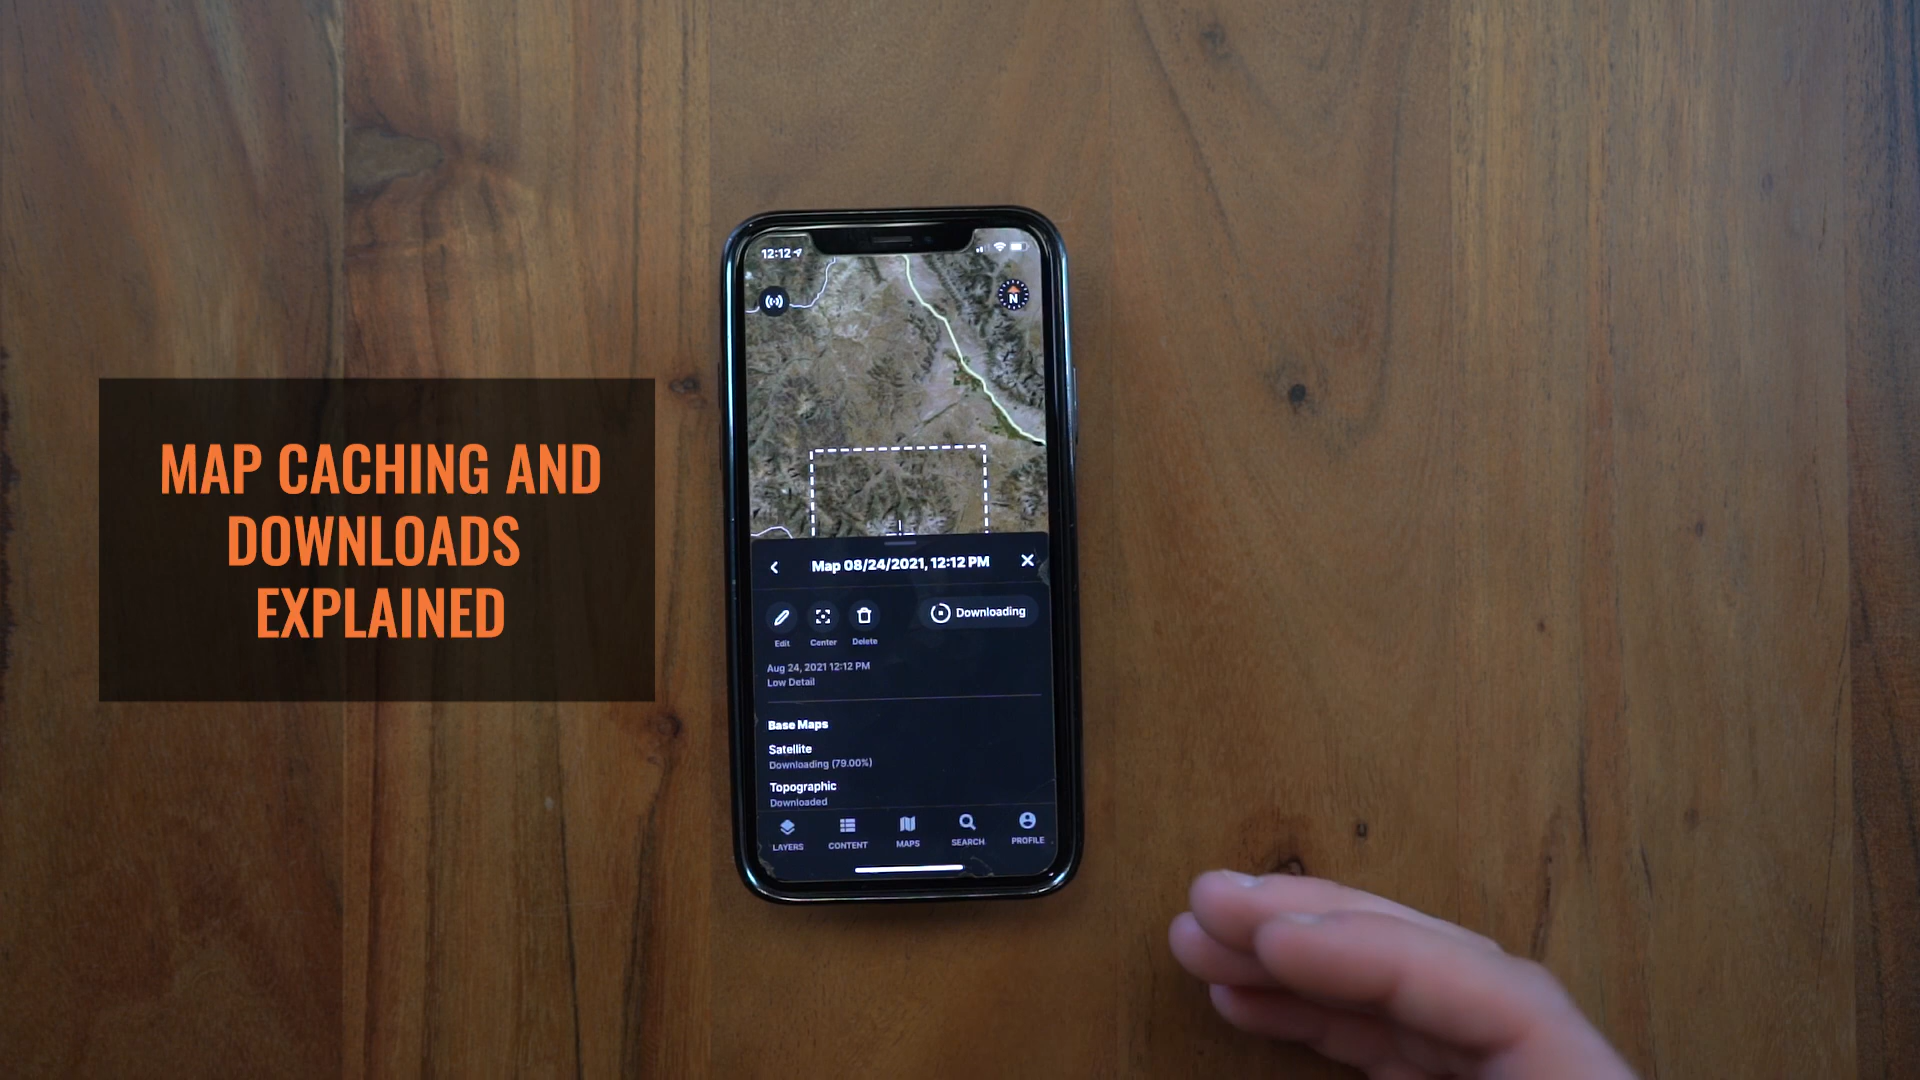 MAP CACHING AND
DOWNLOADS
EXPLAINED
12:12
N
Map 08/24/2021, 12:12 PM
Edit
Center
Delete
Downloading
Aug 24, 2021 12:12 PM
Low Detail
Base Maps
Satellite
Downloading (79.00%)
Topographic
Downloaded
LAYERS
CONTENT
MAPS
SEARCH
PROFILE